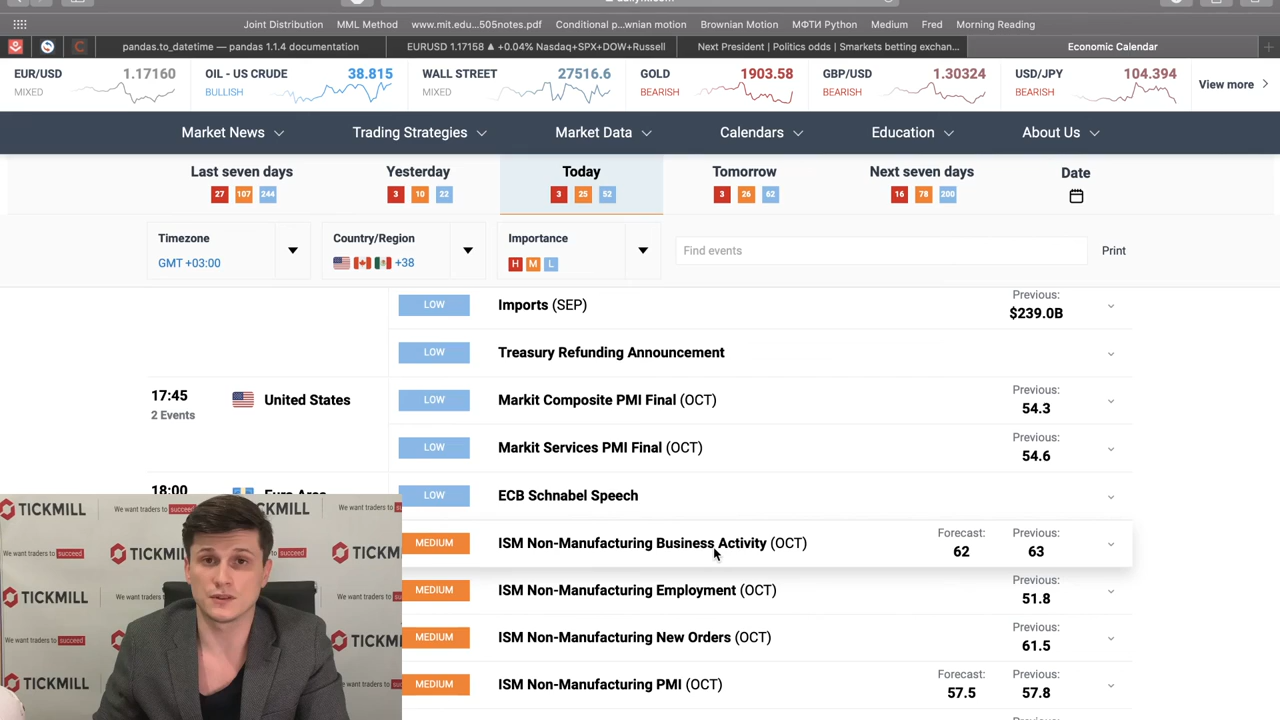 Joint Distribution MML Method www.mit.edu...505notes.pdf Conditional p...wnian motion Brownian Motion МФТИ Python Medium Fred Morning Reading
pandas.to_datetime — pandas 1.1.4 documentation EURUSD 1.17158 ▲ +0.04% Nasdaq+SPX+DOW+Russell Next President | Politics odds | Smarkets betting exchan... Economic Calendar
EUR/USD 1.17160 OIL - US CRUDE 38.815 WALL STREET 27516.6 GOLD 1903.58 GBP/USD 1.30324 USD/JPY 104.394 View more
MIXED BULLISH MIXED BEARISH BEARISH BEARISH
Market News Trading Strategies Market Data Calendars Education About Us
Last seven days Yesterday Today Tomorrow Next seven days Date
27 107 244 3 10 22 3 25 52 3 26 62 16 78 200
Timezone Country/Region Importance
GMT +03:00 +38 H M L
Find events Print
LOW Imports (SEP) Previous: $239.0B
LOW Treasury Refunding Announcement
17:45 United States LOW Markit Composite PMI Final (OCT) Previous: 54.3
2 Events
LOW Markit Services PMI Final (OCT) Previous: 54.6
18:00 LOW ECB Schnabel Speech
MEDIUM ISM Non-Manufacturing Business Activity (OCT) Forecast: 62 Previous: 63
MEDIUM ISM Non-Manufacturing Employment (OCT) Previous: 51.8
MEDIUM ISM Non-Manufacturing New Orders (OCT) Previous: 61.5
MEDIUM ISM Non-Manufacturing PMI (OCT) Forecast: 57.5 Previous: 57.8
TICKMILL We want traders to succeed